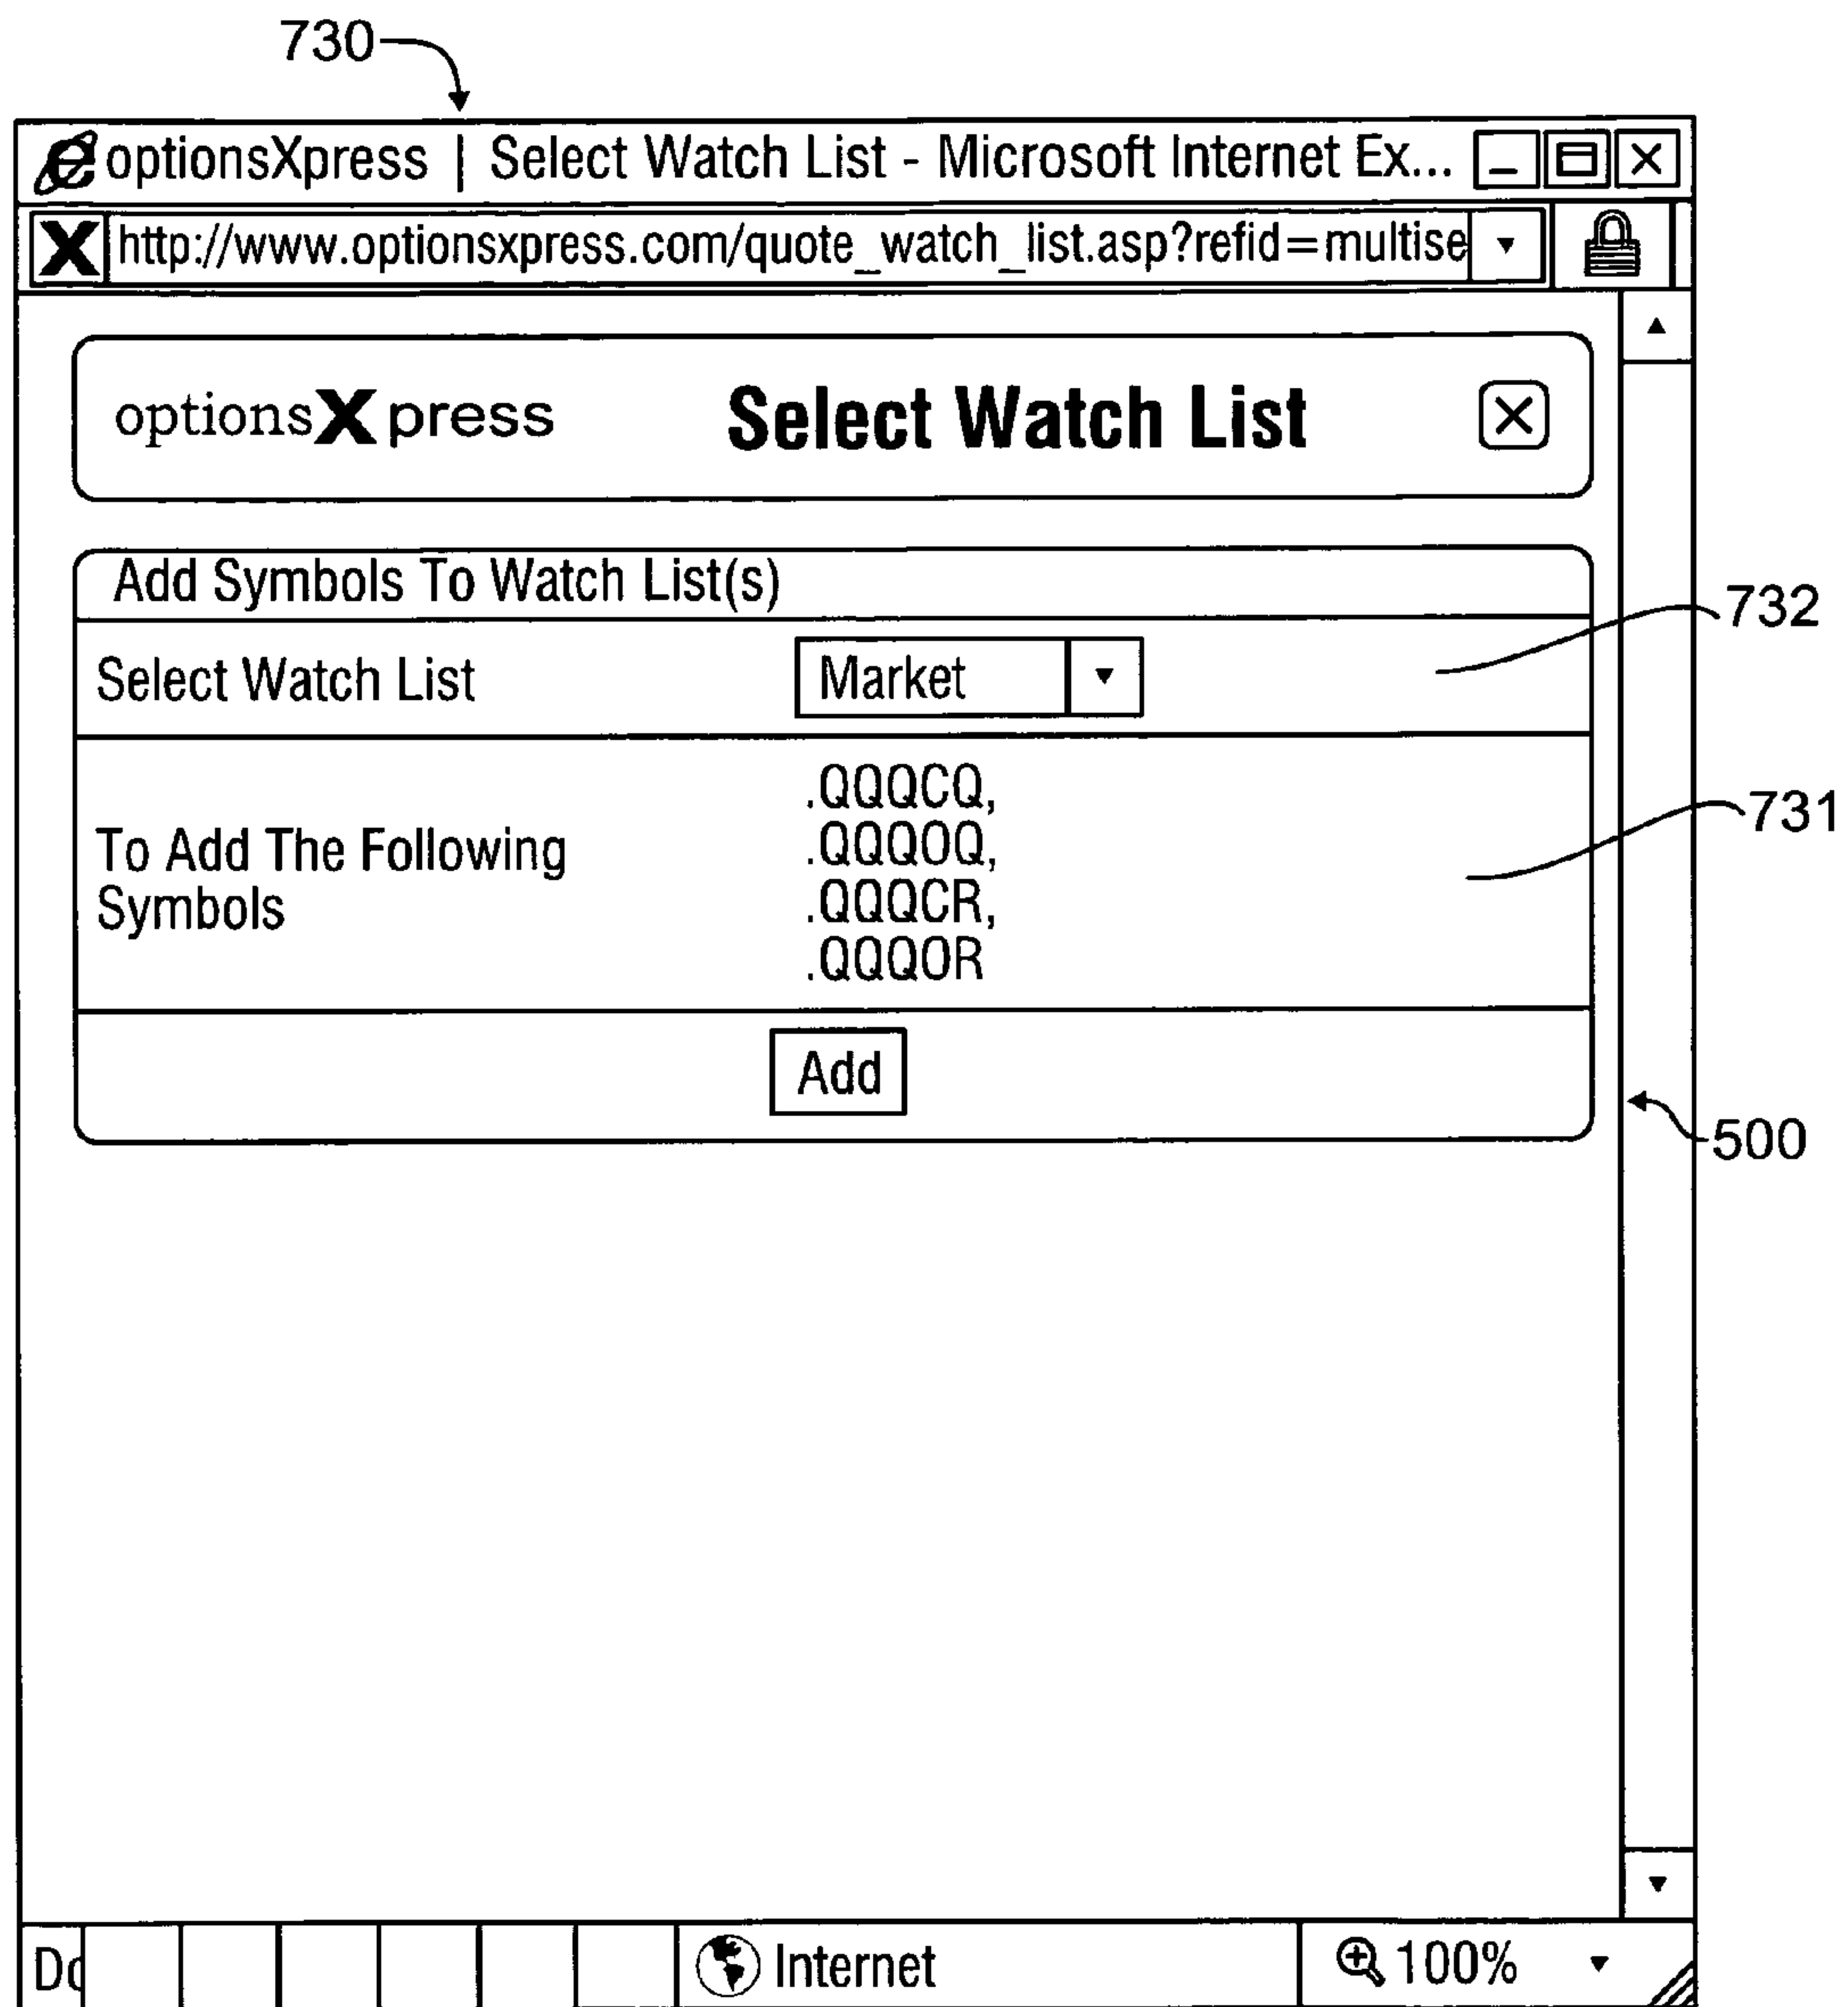 730
optionsXpress | Select Watch List - Microsoft Internet Ex...
http://www.optionsxpress.com/quote_watch_list.asp?refid=multise
optionsXpress Select Watch List
Add Symbols To Watch List(s)
732
Select Watch List Market
731
To Add The Following
Symbols
.QQQCQ,
.QQQOQ,
.QQQCR,
.QQQOR
Add
500
Internet 100%